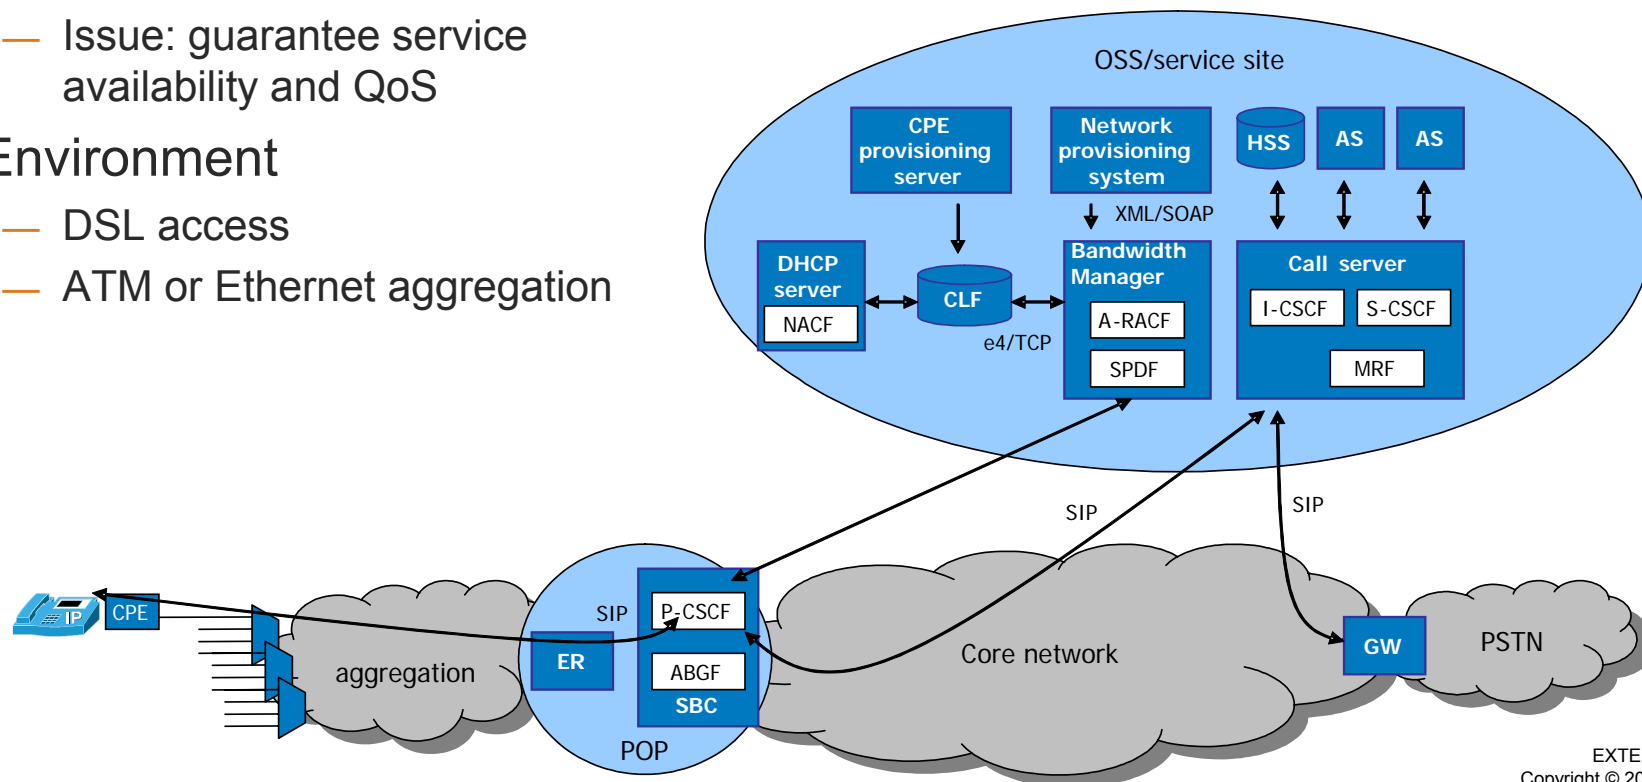 — Issue: guarantee service
availability and QoS
Environment
— DSL access
— ATM or Ethernet aggregation
OSS/service site
CPE
provisioning
server
Network
provisioning
system
HSS
AS
AS
XML/SOAP
DHCP
server
NACF
CLF
e4/TCP
Bandwidth
Manager
A-RACF
SPDF
Call server
I-CSCF
S-CSCF
MRF
SIP
SIP
IP
CPE
aggregation
SIP
ER
P-CSCF
ABGF
SBC
POP
Core network
GW
PSTN
EXTE
Copyright © 20